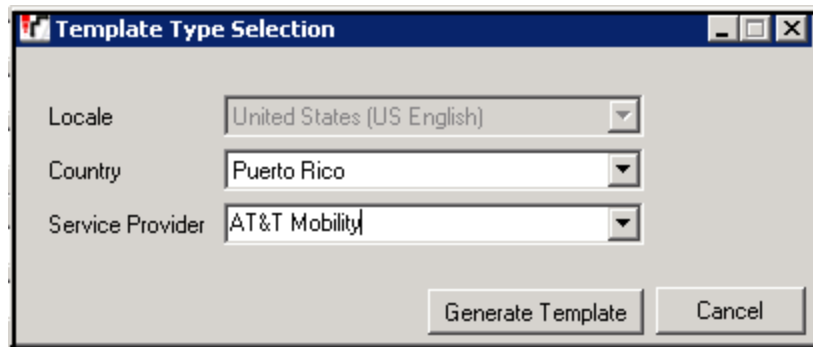 Template Type Selection
Locale United States (US English)
Country Puerto Rico
Service Provider AT&T Mobility
Generate Template Cancel